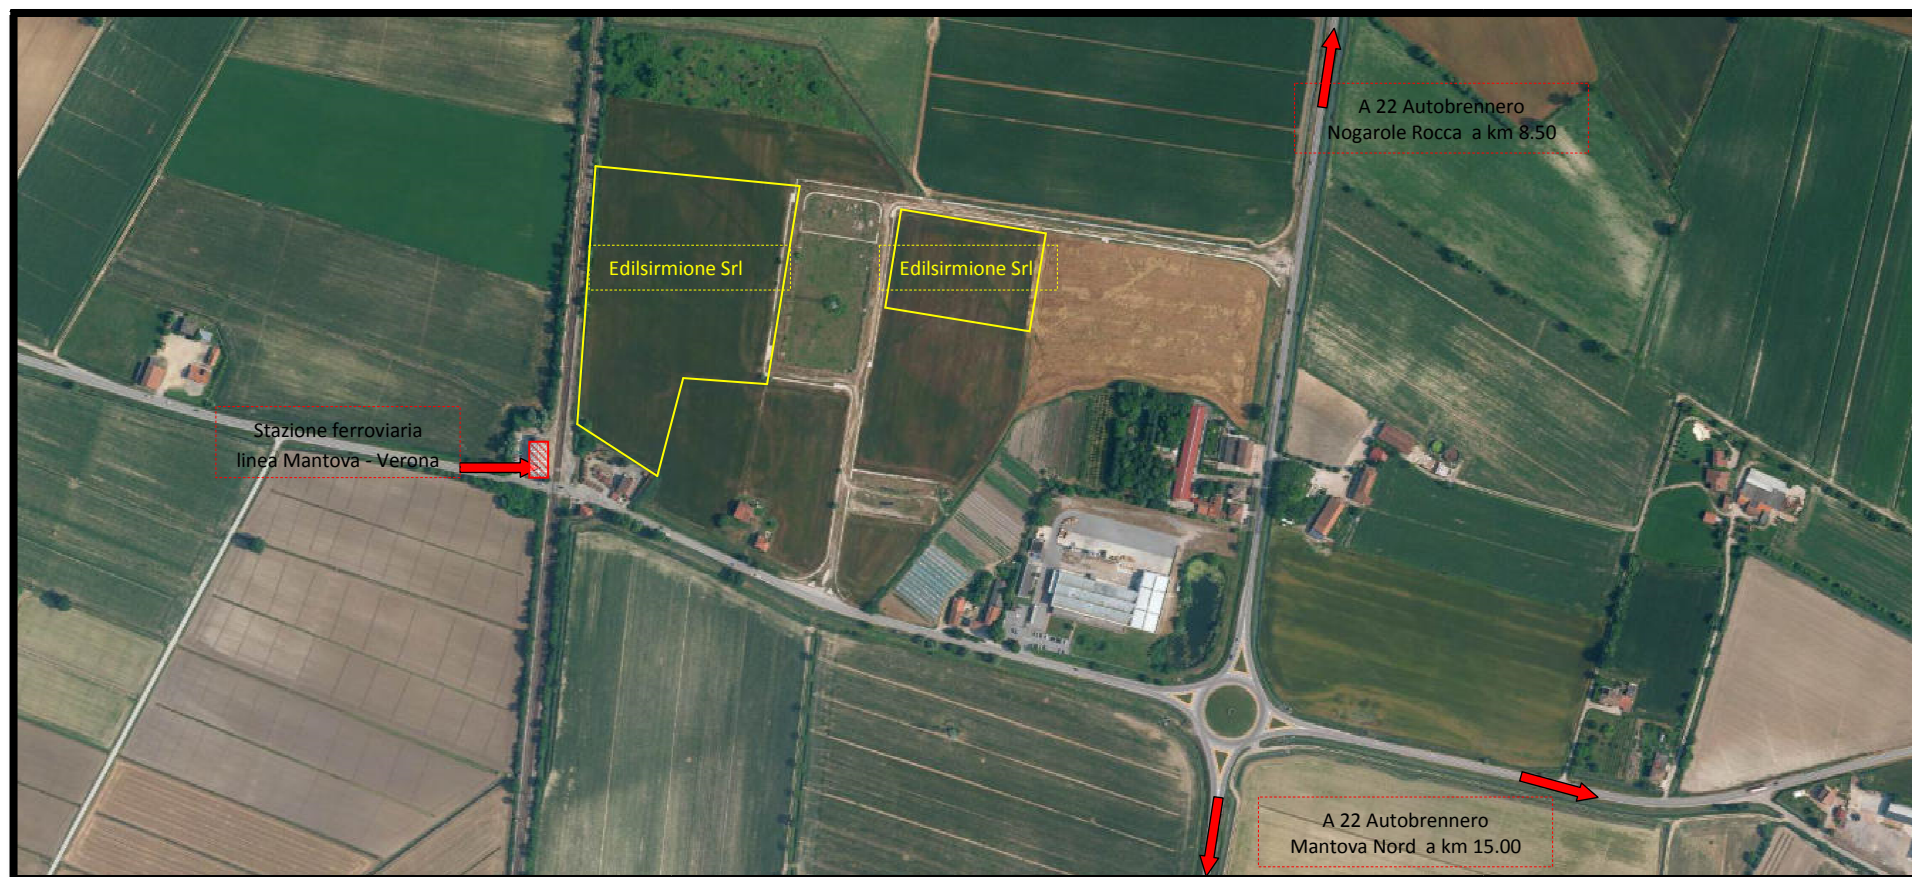 A 22 Autobrennero
Nogarole Rocca a km 8.50
Edilsirmione Srl
Edilsirmione Srl
Stazione ferroviaria
linea Mantova - Verona
A 22 Autobrennero
Mantova Nord a km 15.00